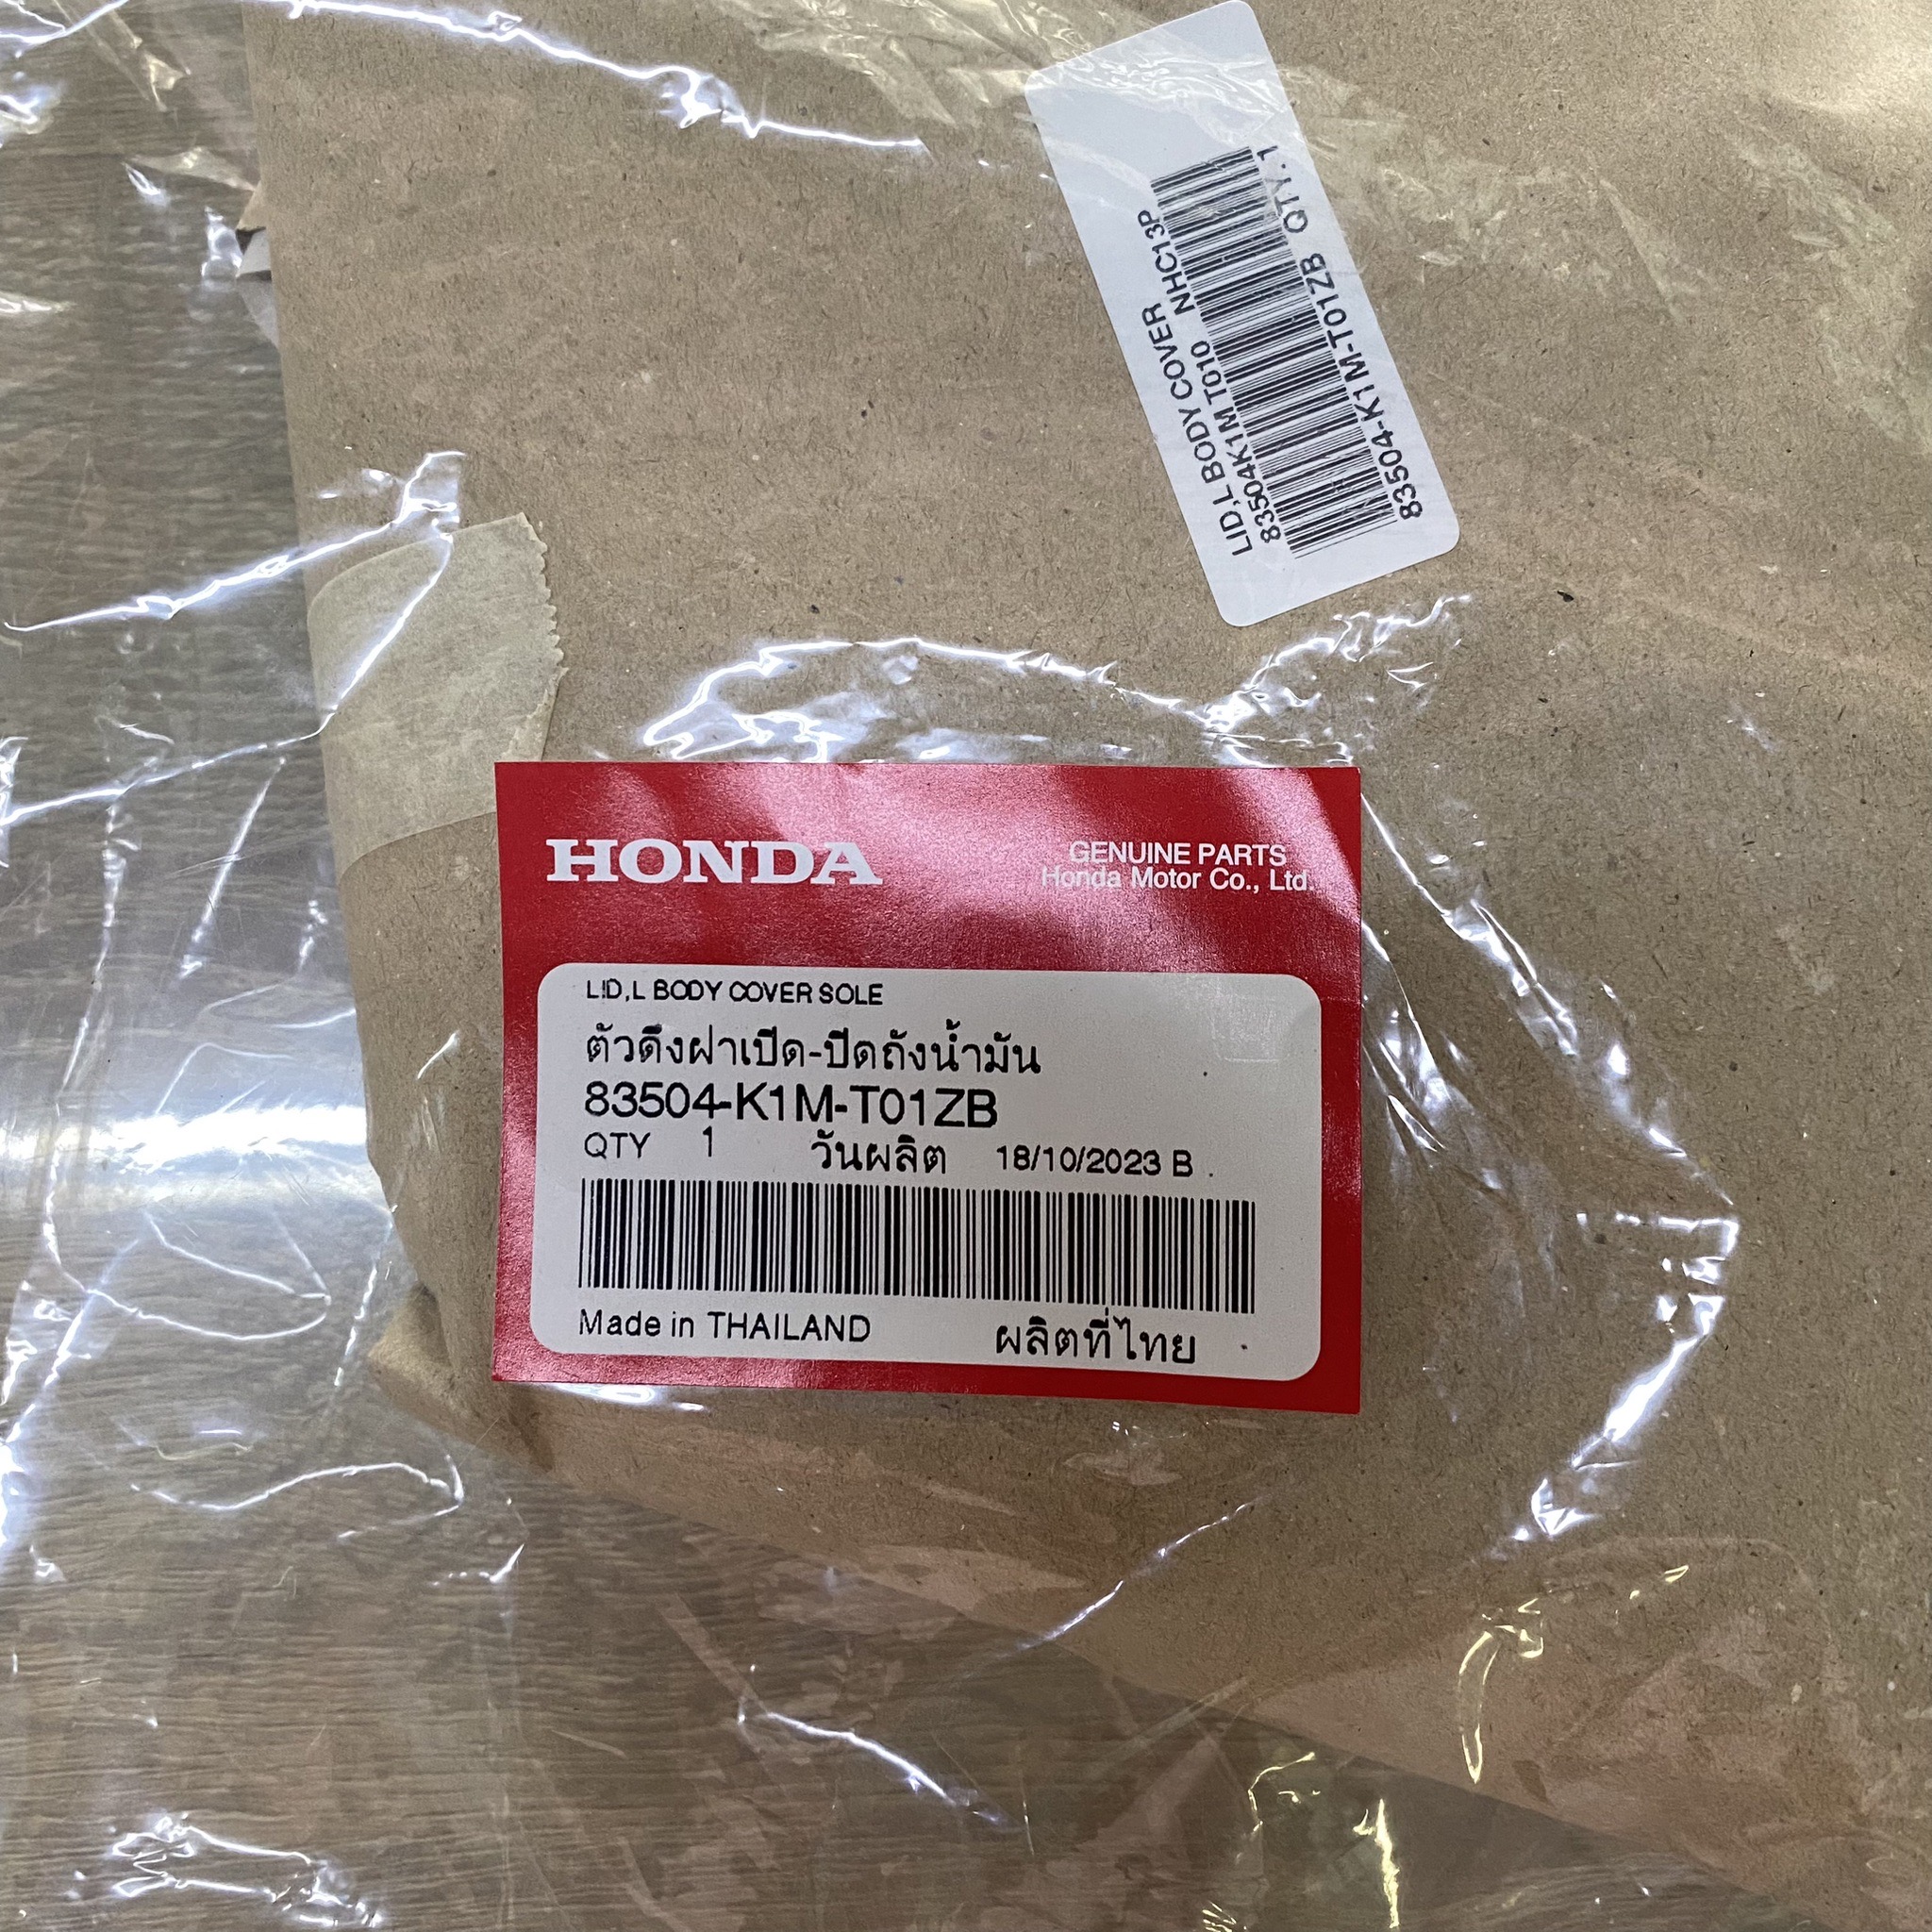 LID,L BODY COVER
83504K1M T010 NHC13P
83504-K1M-T01ZB QTY.1
HONDA
GENUINE PARTS
Honda Motor Co., Ltd.
LID,L BODY COVER SOLE
ตัวดึงฝาเปิด-ปิดถังน้ำมัน
83504-K1M-T01ZB
QTY 1 วันผลิต 18/10/2023 B
Made in THAILAND ผลิตที่ไทย